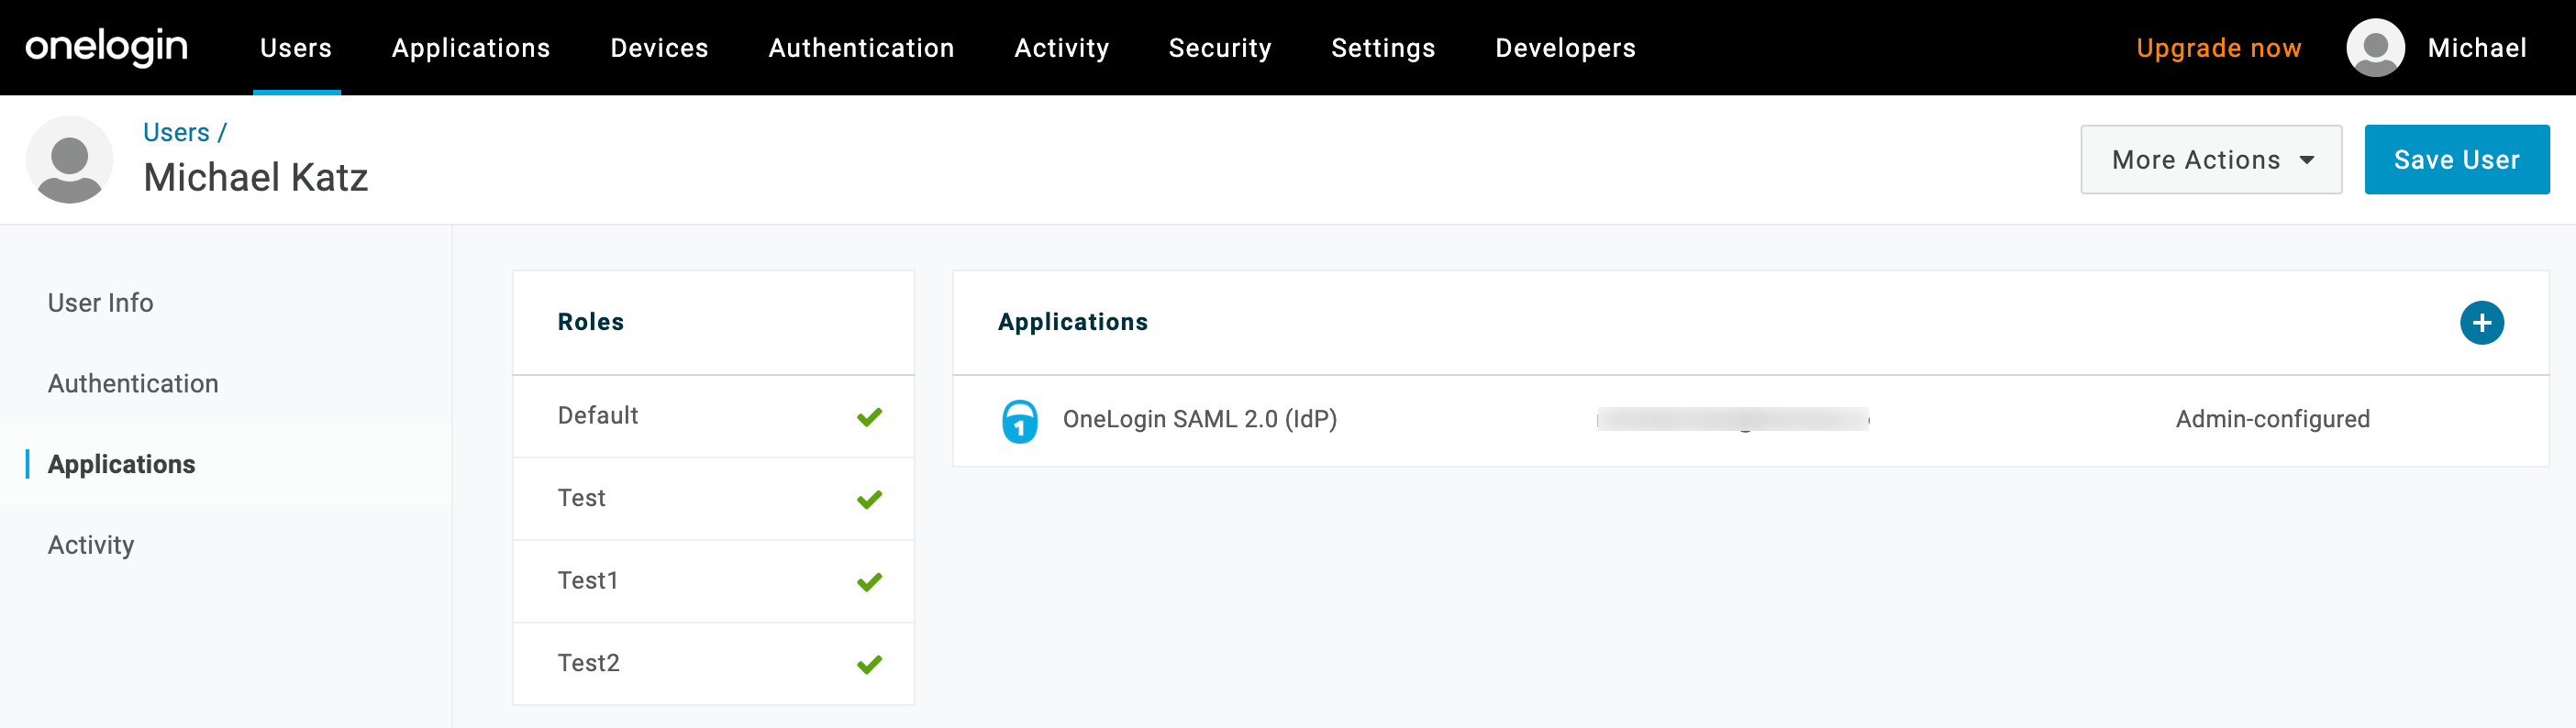 onelogin
Users
Applications
Devices
Authentication
Activity
Security
Settings
Developers
Upgrade now
Michael
Users /
Michael Katz
More Actions
Save User
User Info
Authentication
Applications
Activity
Roles
Default
Test
Test1
Test2
Applications
+
1
OneLogin SAML 2.0 (IdP)
Admin-configured